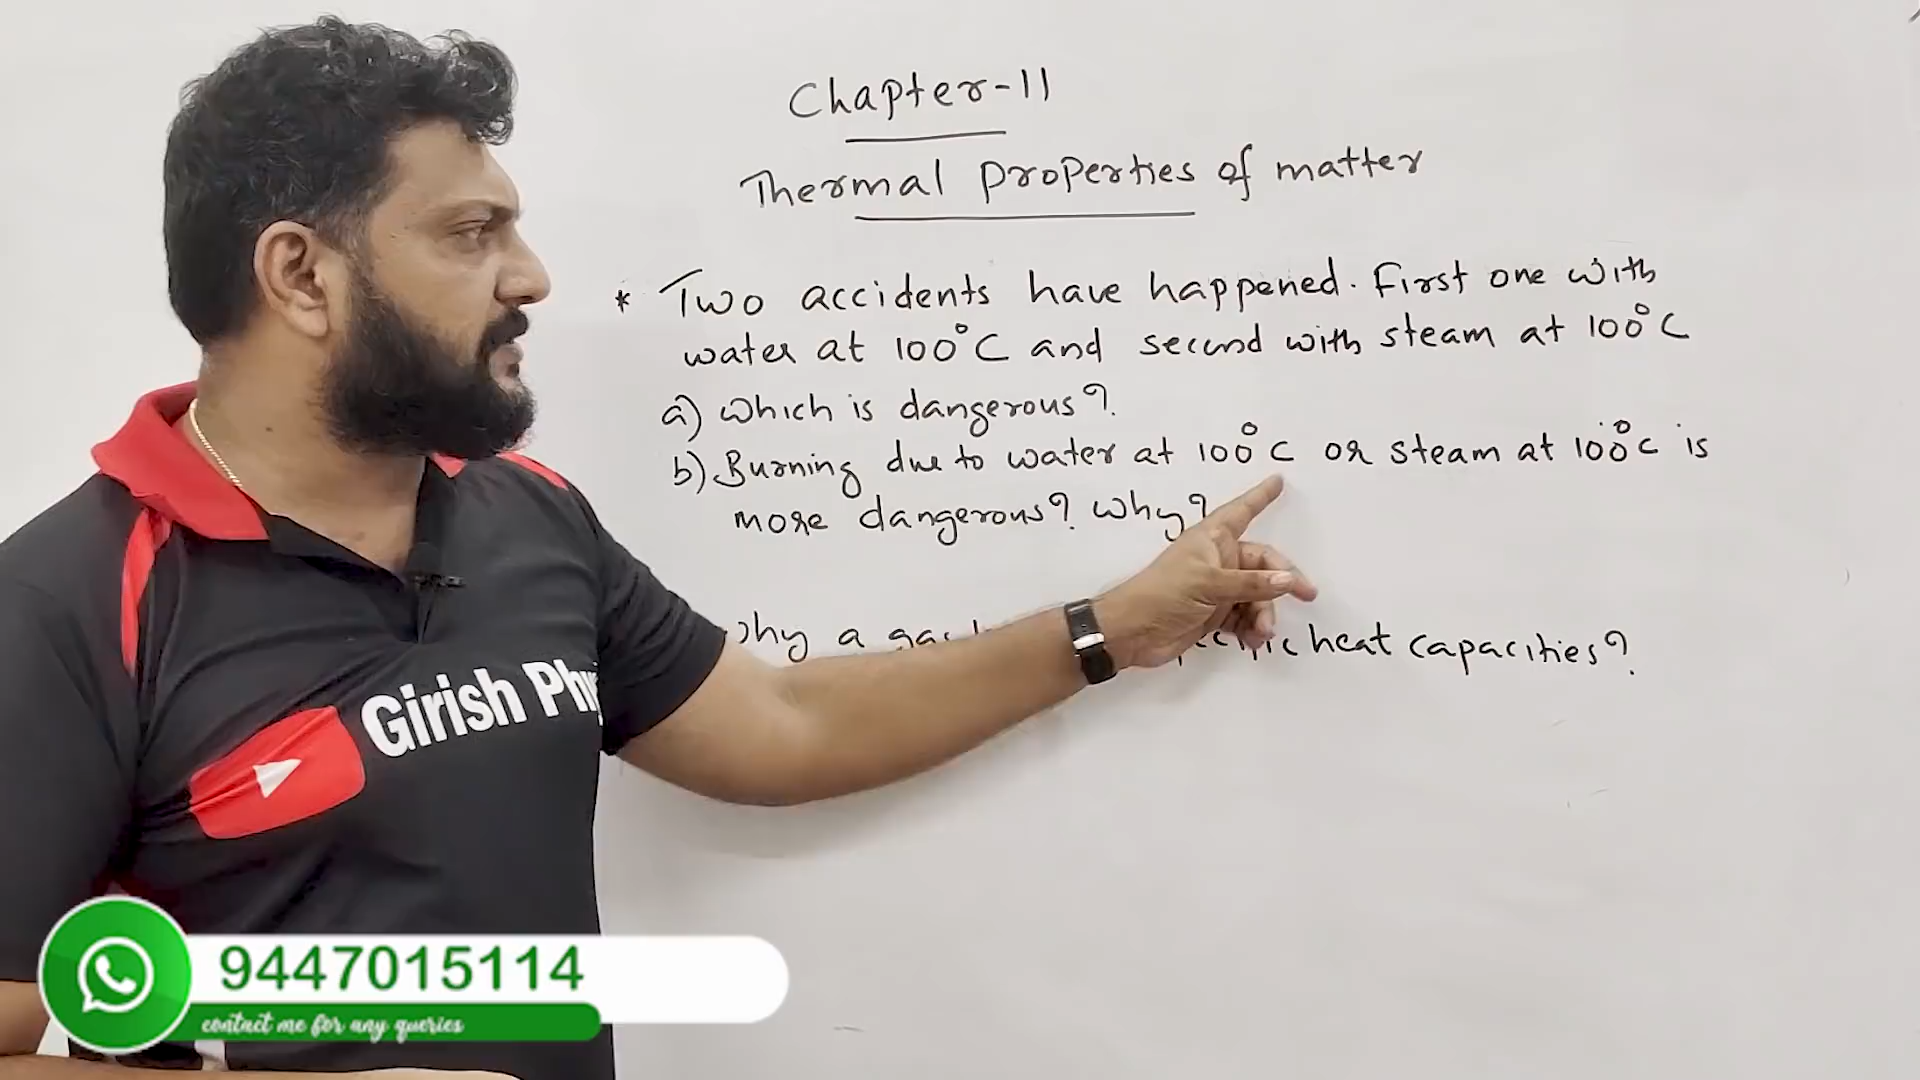 Chapter-11
Thermal Properties of matter
* Two accidents have happened. First one with
water at 100°C and second with steam at 100°C
a) which is dangerous?
b) Burning due to water at 100°C or steam at 100°C is
more dangerous? Why?
a heat capacities?
Girish
9447015114
contact me for any queries